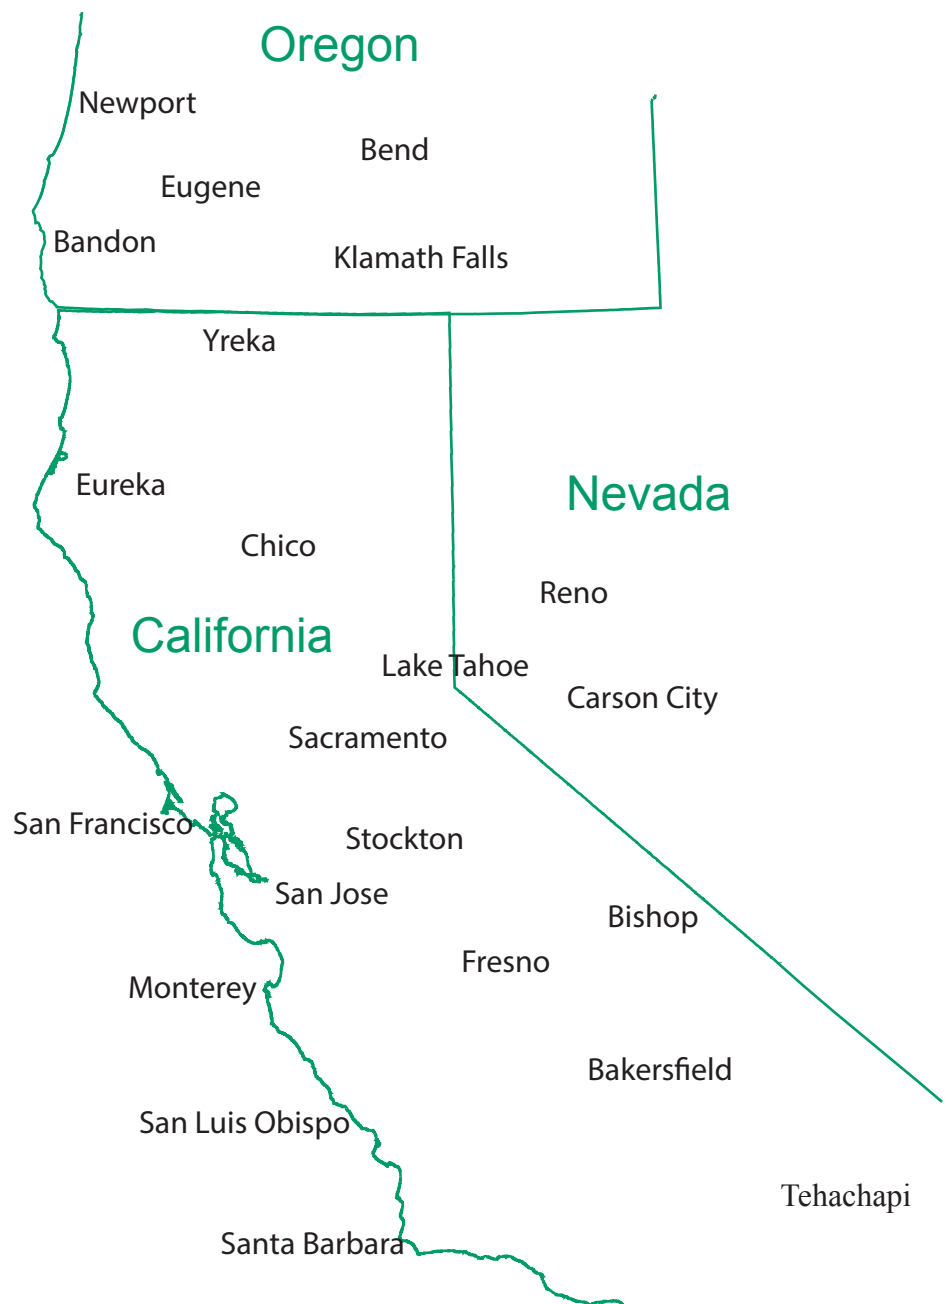 Oregon
Newport
Bend
Eugene
Bandon
Klamath Falls
Yreka
Eureka
Nevada
Chico
Reno
California
Lake Tahoe
Carson City
Sacramento
San Francisco
Stockton
San Jose
Bishop
Fresno
Monterey
Bakersfield
San Luis Obispo
Tehachapi
Santa Barbara